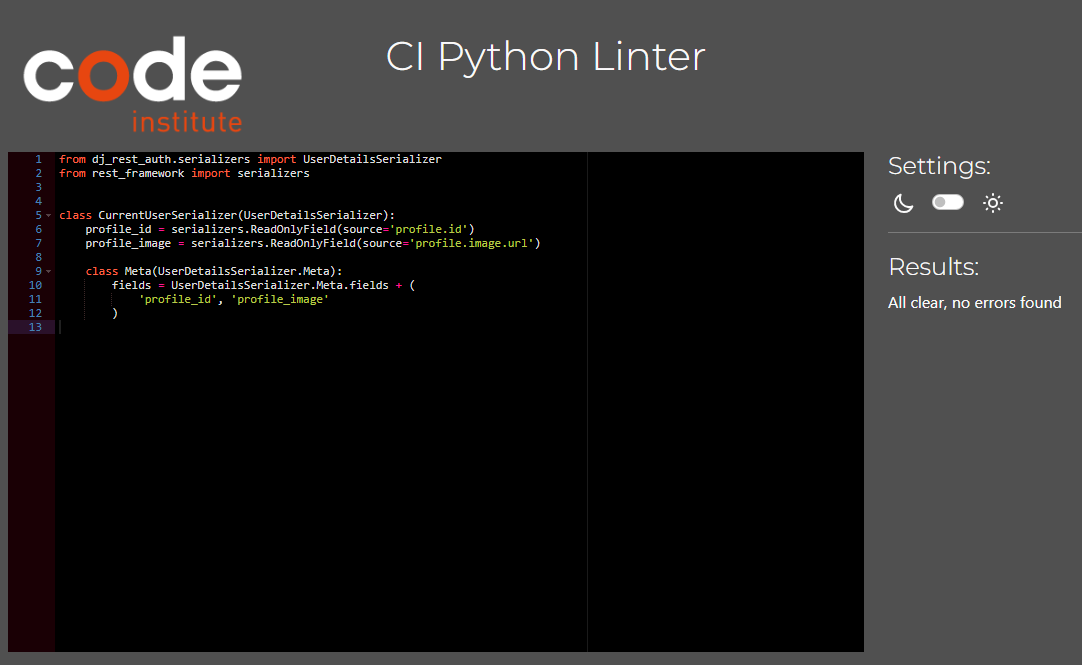 code
institute
CI Python Linter
1 from dj_rest_auth.serializers import UserDetailsSerializer
2 from rest_framework import serializers
3
4
5 class CurrentUserSerializer(UserDetailsSerializer):
6     profile_id = serializers.ReadOnlyField(source='profile.id')
7     profile_image = serializers.ReadOnlyField(source='profile.image.url')
8
9     class Meta(UserDetailsSerializer.Meta):
10         fields = UserDetailsSerializer.Meta.fields + (
11             'profile_id', 'profile_image'
12         )
13
Settings:
Results:
All clear, no errors found